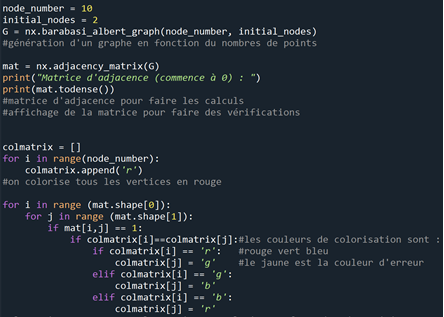 node_number = 10
initial_nodes = 2
G = nx.barabasi_albert_graph(node_number, initial_nodes)
#génération d'un graphe en fonction du nombres de points
mat = nx.adjacency_matrix(G)
print("Matrice d'adjacence (commence à 0) : ")
print(mat.todense())
#matrice d'adjacence pour faire les calculs
#affichage de la matrice pour faire des vérifications
colmatrix = []
for i in range(node_number):
    colmatrix.append('r')
#on colorise tous les vertices en rouge
for i in range (mat.shape[0]):
    for j in range (mat.shape[1]):
        if mat[i,j] == 1:
            if colmatrix[i]==colmatrix[j]:#les couleurs de colorisation sont :
                if colmatrix[i] == 'r':   #rouge vert bleu
                    colmatrix[j] = 'g'    #le jaune est la couleur d'erreur
                elif colmatrix[i] == 'g':
                    colmatrix[j] = 'b'
                elif colmatrix[i] == 'b':
                    colmatrix[j] = 'r'